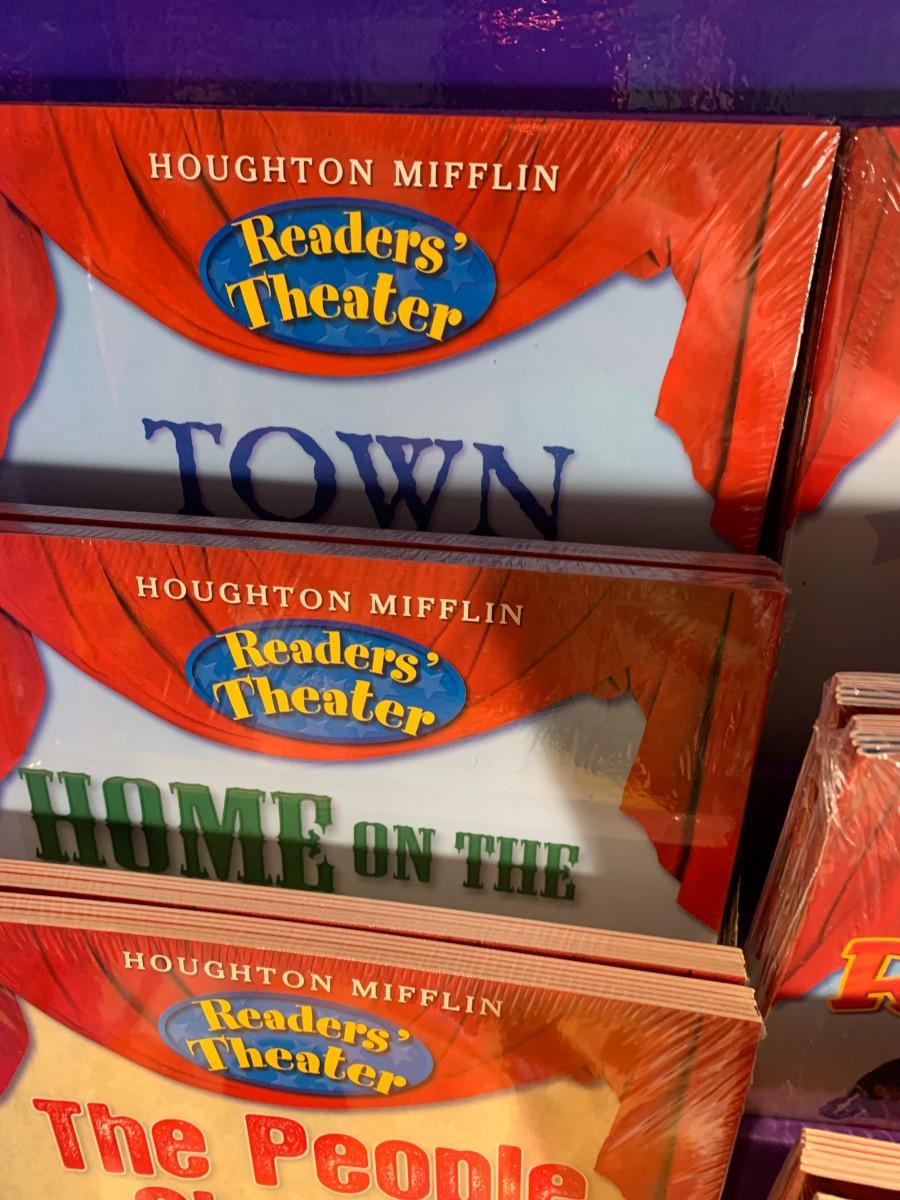 HOUGHTON MIFFLIN
Readers'
Theater
TOWN
HOUGHTON MIFFLIN
Readers'
Theater
HOME ON THE
HOUGHTON MIFFLIN
Readers'
Theater
The People